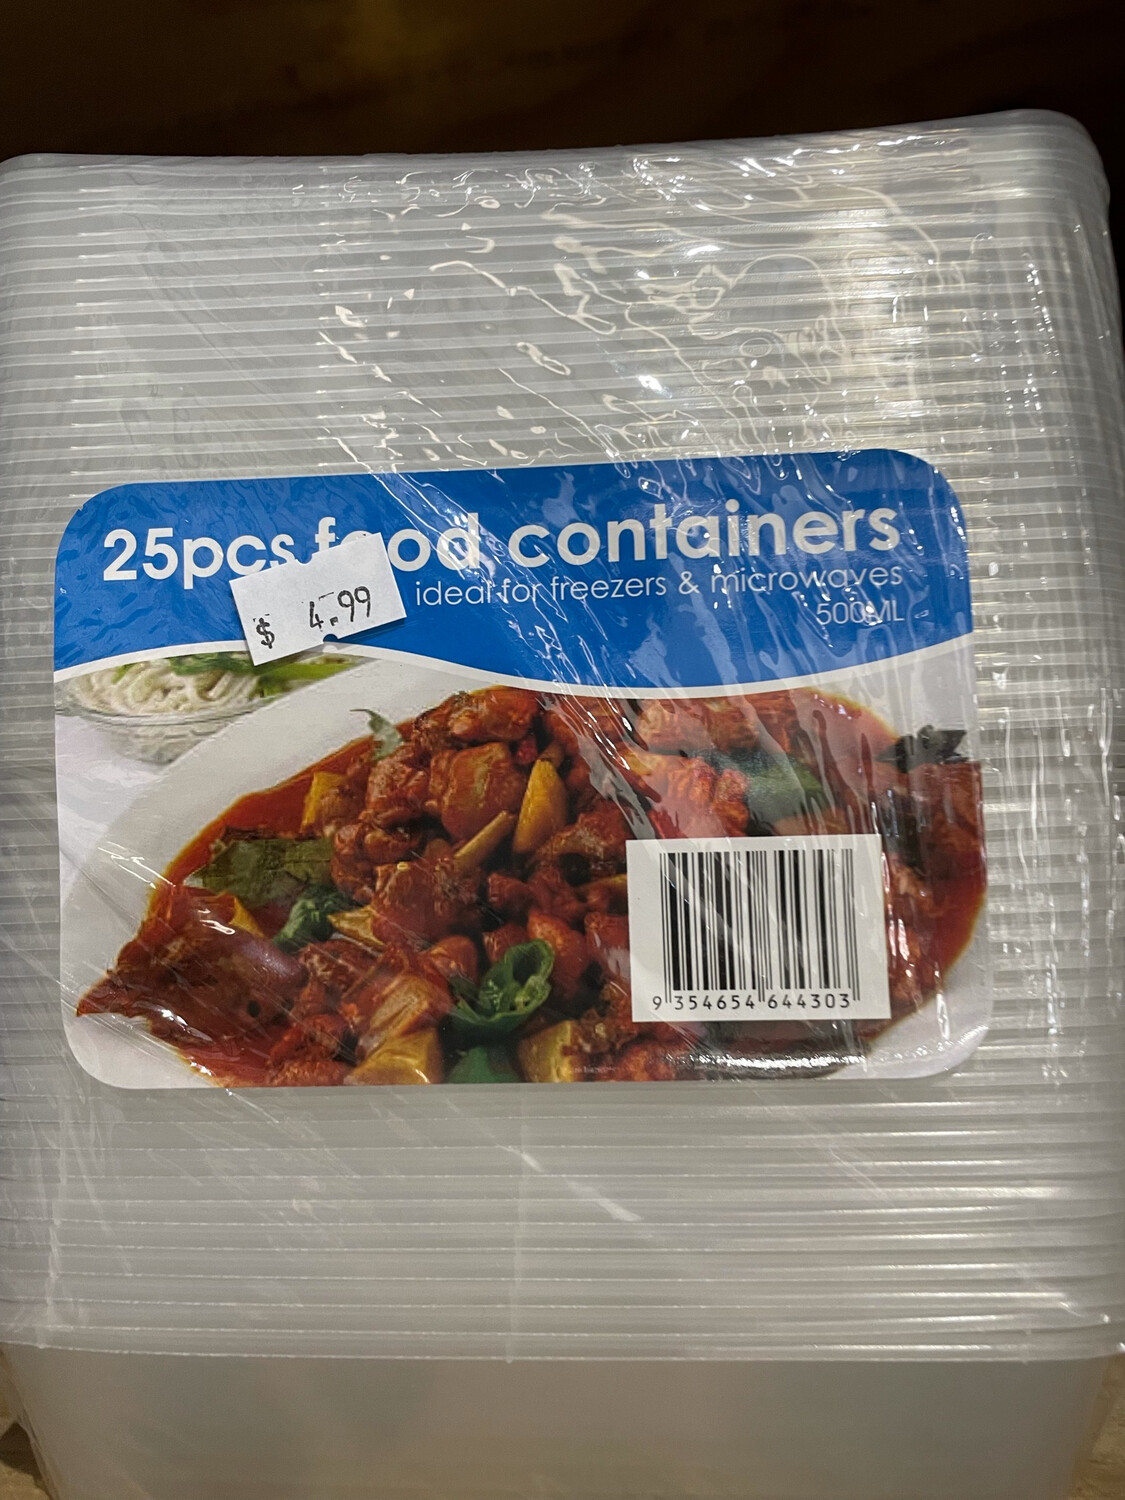 25pcs food containers
ideal for freezers & microwaves
500ML
$ 4.99
9 354654 644303